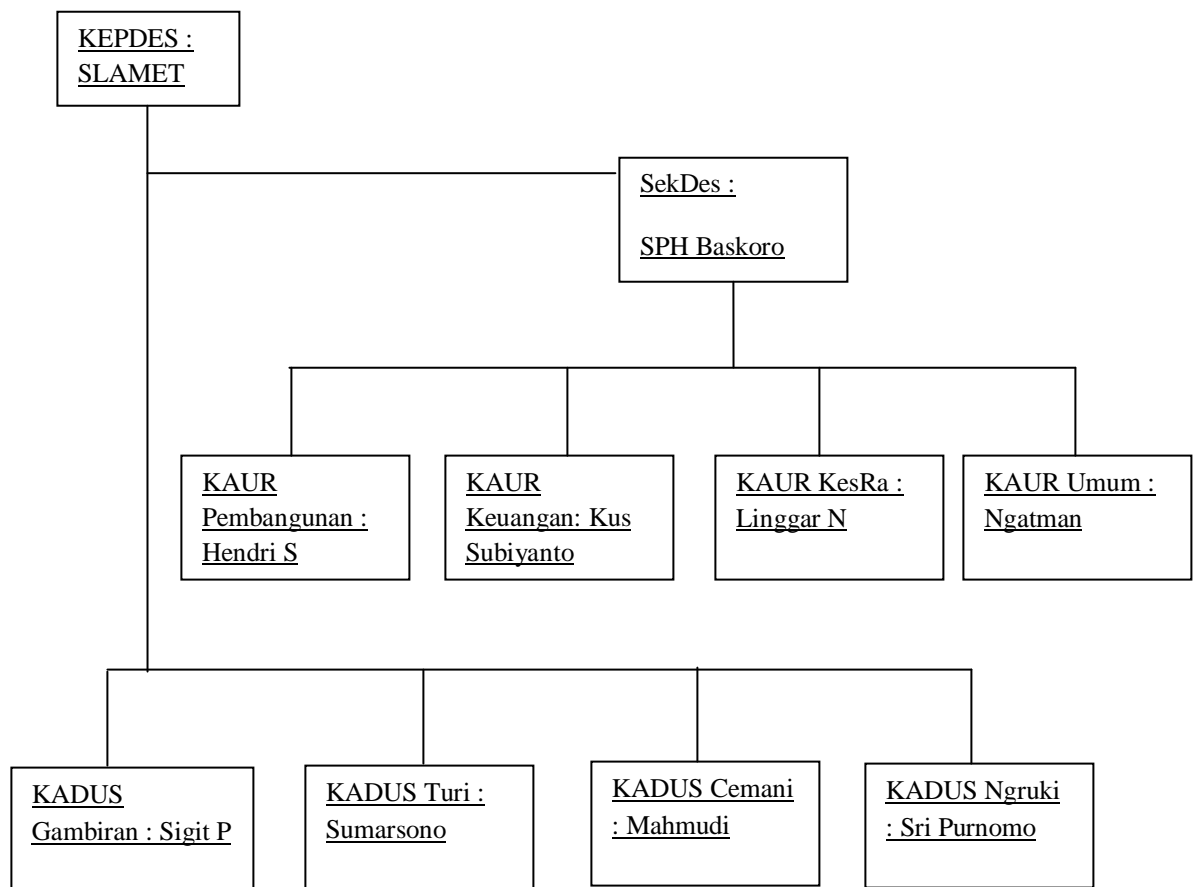 KEPDES :
SLAMET
SekDes :
SPH Baskoro
KAUR
Pembangunan :
Hendri S
KAUR
Keuangan: Kus
Subiyanto
KAUR KesRa :
Linggar N
KAUR Umum :
Ngatman
KADUS
Gambiran : Sigit P
KADUS Turi :
Sumarsono
KADUS Cemani
: Mahmudi
KADUS Ngruki
: Sri Purnomo